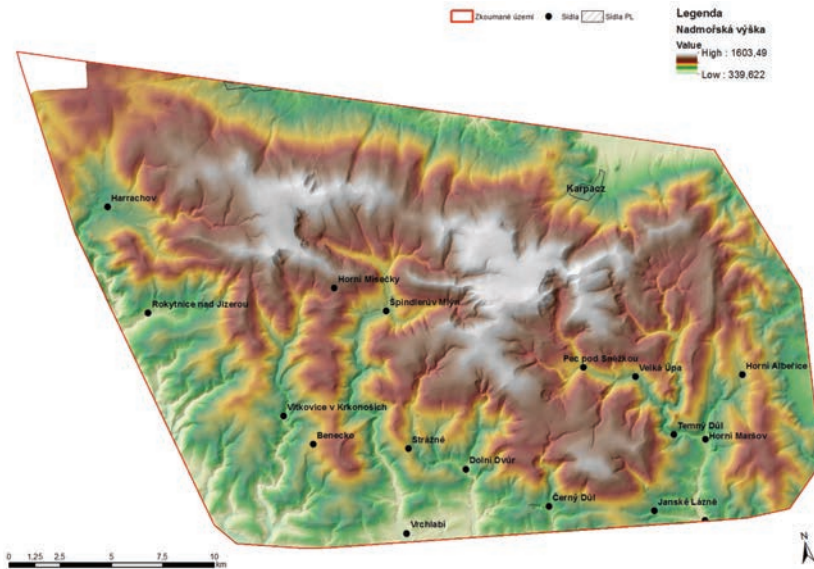 Zkoumané území
Sídla
Sídla PL
Legenda
Nadmořská výška
Value
High : 1603,49
Low : 339,622
Karpacz
Harrachov
Horní Mísečky
Rokytnice nad Jizerou
Špindlerův Mlýn
Pec pod Sněžkou
Velká Úpa
Horní Albeřice
Vítkovice v Krkonoších
Temný Důl
Benecko
Strážné
Horní Maršov
Dolní Dvůr
Černý Důl
Janské Lázně
Vrchlabí
N
0 1,25 2,5 5 7,5 10
km